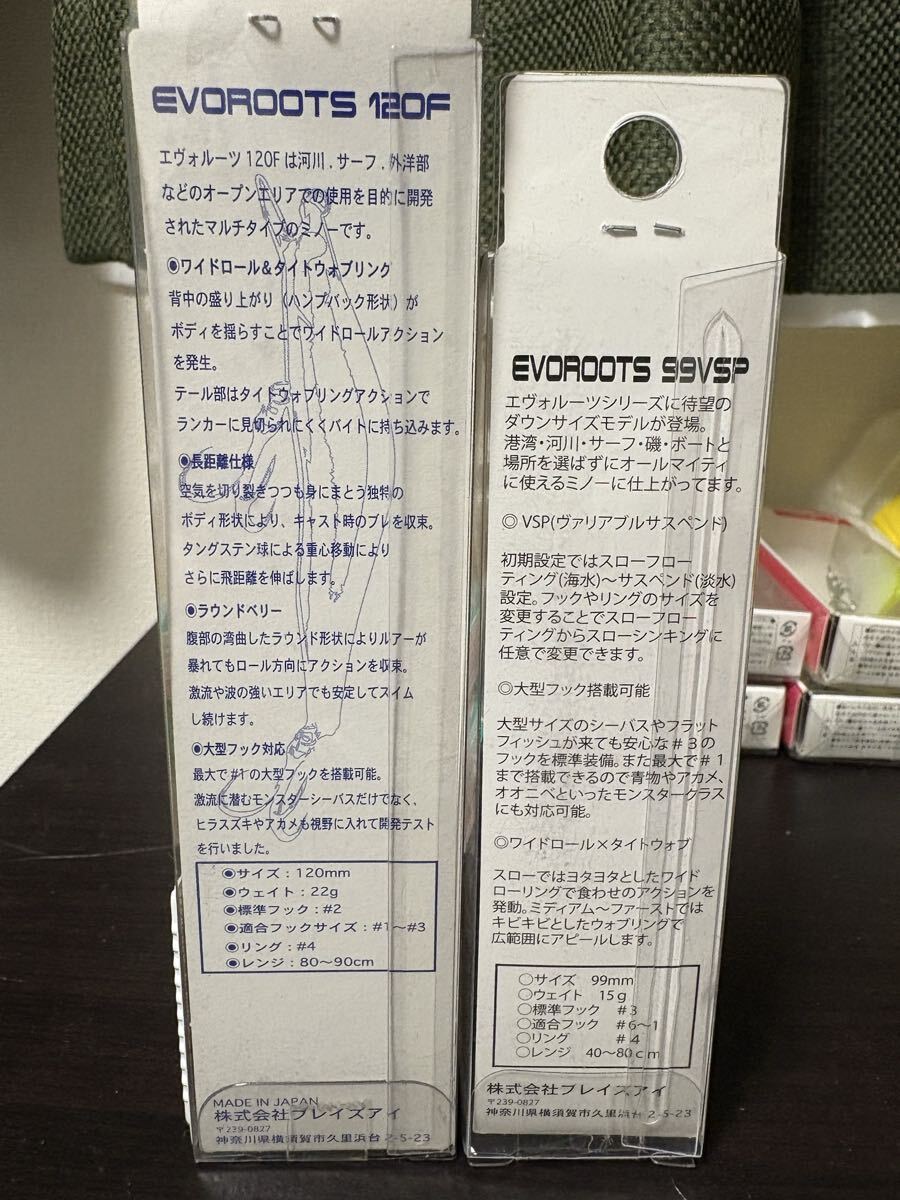 EVOROOTS 120F
エヴォルーツ120Fは河川．サーフ．外洋部
などのオープンエリアでの使用を目的に開発
されたマルチタイプのミノーです。
◉ワイドロール＆タイトウォブリンク
背中の盛り上がり（ハンプバック形状）が
ボディを揺らすことでワイドロールアクション
を発生。
テール部はタイトウォブリングアクションで
ランカーに見切られにくくバイトに持ち込みます。
◉長距離仕様
空気を切り裂きつつも身にまとう独特の
ボディ形状により、キャスト時のブレを収束。
タングステン球による重心移動により
さらに飛距離を伸ばします。
◉ラウンドベリー
腹部の湾曲したラウンド形状によりルアーが
暴れてもロール方向にアクションを収束。
激流や波の強いエリアでも安定してスイム
し続けます。
◉大型フック対応
最大で#1の大型フックを搭載可能。
激流に潜むモンスターシーバスだけでなく、
ヒラスズキやアカメも視野に入れて開発テスト
を行いました。
◉サイズ：120mm
◉ウェイト：22g
◉標準フック：#2
◉適合フックサイズ：#1〜#3
◉リング：#4
◉レンジ：80〜90cm
MADE IN JAPAN
株式会社ブレイズアイ
〒239-0827
神奈川県横須賀市久里浜台2-5-23
EVOROOTS 99VSP
エヴォルーツシリーズに待望の
ダウンサイズモデルが登場。
港湾・河川・サーフ・磯・ボートと
場所を選ばずにオールマイティ
に使えるミノーに仕上がってます。
◎VSP(ヴァリアブルサスペンド)
初期設定ではスローフロー
ティング(海水)〜サスペンド(淡水)
設定。フックやリングのサイズを
変更することでスローフロー
ティングからスローシンキングに
任意で変更できます。
◎大型フック搭載可能
大型サイズのシーバスやフラット
フィッシュが来ても安心な＃3の
フックを標準装備。また最大で＃1
まで搭載できるので青物やアカメ、
オオニベといったモンスタークラス
にも対応可能。
◎ワイドロール×タイトウォブ
スローではヨタヨタとしたワイド
ローリングで食わせのアクションを
発動。ミディアム〜ファーストでは
キビキビとしたウォブリングで
広範囲にアピールします。
○サイズ 99mm
○ウェイト 15g
○標準フック ＃3
○適合フック ＃6〜1
○リング ＃4
○レンジ 40〜80cm
株式会社ブレイズアイ
〒239-0827
神奈川県横須賀市久里浜台2-5-23